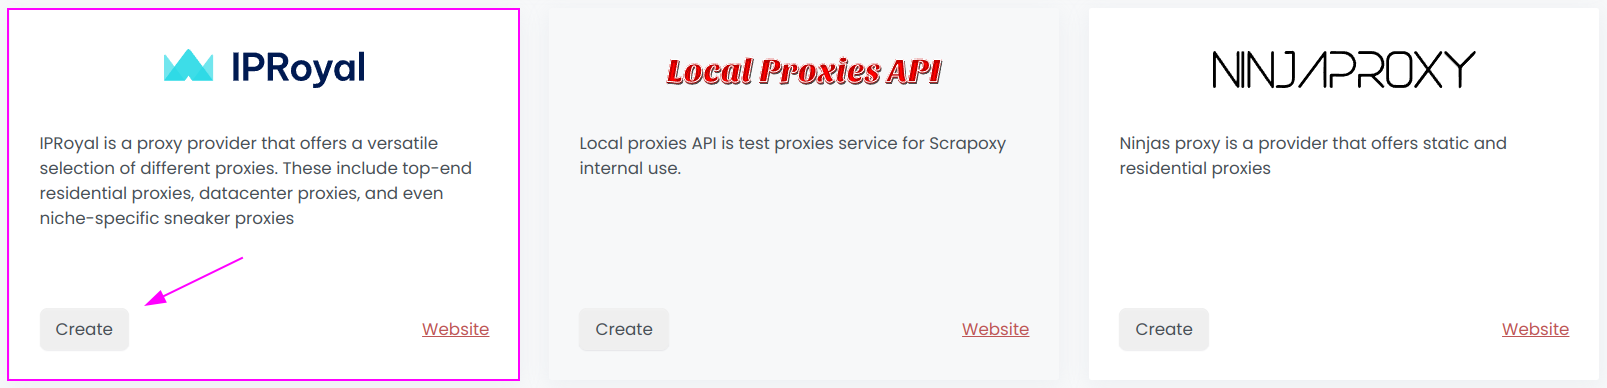 IPRoyal
IPRoyal is a proxy provider that offers a versatile
selection of different proxies. These include top-end
residential proxies, datacenter proxies, and even
niche-specific sneaker proxies
Create
Website
Local Proxies API
Local proxies API is test proxies service for Scrapoxy
internal use.
Create
Website
NINJAPROXY
Ninjas proxy is a provider that offers static and
residential proxies
Create
Website